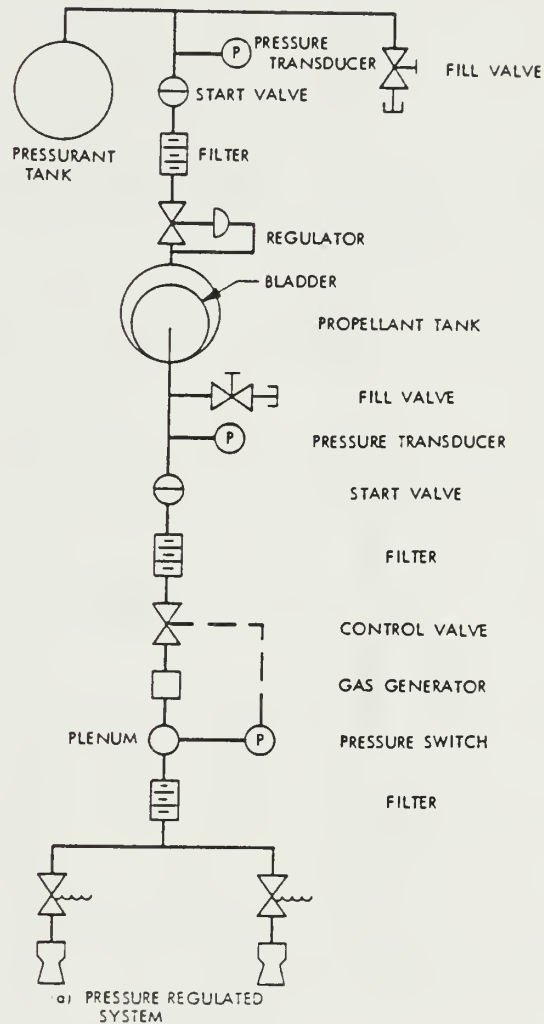 P
PRESSURE
TRANSDUCER
FILL VALVE
START VALVE
PRESSURANT
TANK
FILTER
REGULATOR
BLADDER
PROPELLANT TANK
FILL VALVE
P
PRESSURE TRANSDUCER
START VALVE
FILTER
CONTROL VALVE
GAS GENERATOR
PLENUM
P
PRESSURE SWITCH
FILTER
a) PRESSURE REGULATED
SYSTEM